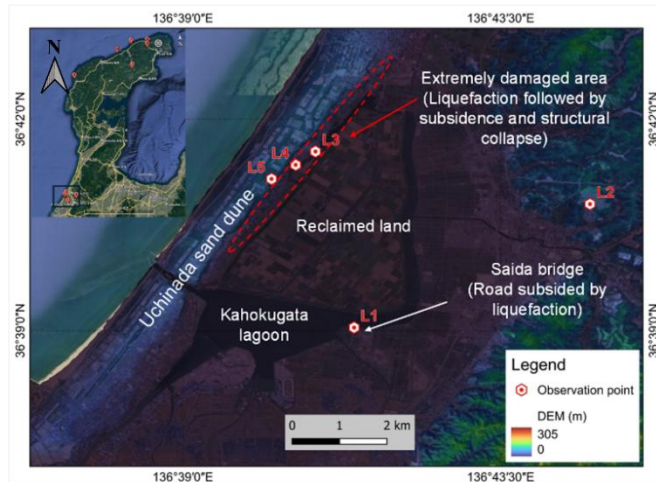 136°39'0"E
136°43'30"E
N
36°42'0"N
36°42'0"N
Extremely damaged area
(Liquefaction followed by
subsidence and structural
collapse)
L3
L4
L5
L2
Uchinada sand dune
Reclaimed land
Saida bridge
(Road subsided by
liquefaction)
Kahokugata
lagoon
L1
36°39'0"N
36°39'0"N
Legend
Observation point
DEM (m)
305
0
0 1 2 km
136°39'0"E
136°43'30"E